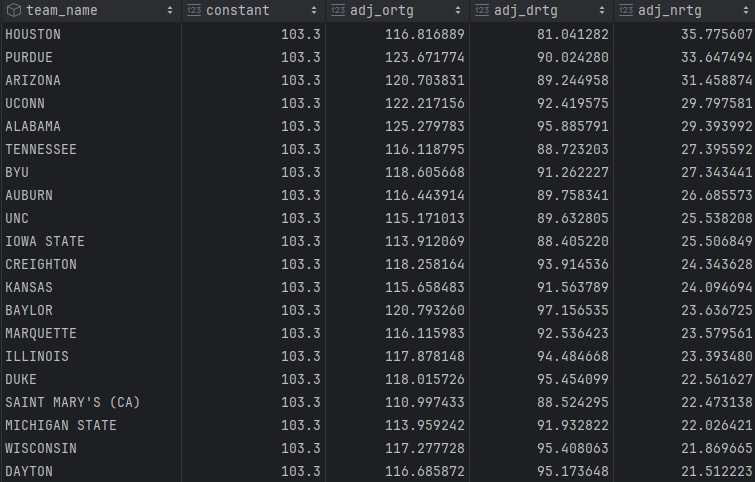 team_name 123 constant 123 adj_ortg 123 adj_drtg 123 adj_nrtg
HOUSTON 103.3 116.816889 81.041282 35.775607
PURDUE 103.3 123.671774 90.024280 33.647494
ARIZONA 103.3 120.703831 89.244958 31.458874
UCONN 103.3 122.217156 92.419575 29.797581
ALABAMA 103.3 125.279783 95.885791 29.393992
TENNESSEE 103.3 116.118795 88.723203 27.395592
BYU 103.3 118.605668 91.262227 27.343441
AUBURN 103.3 116.443914 89.758341 26.685573
UNC 103.3 115.171013 89.632805 25.538208
IOWA STATE 103.3 113.912069 88.405220 25.506849
CREIGHTON 103.3 118.258164 93.914536 24.343628
KANSAS 103.3 115.658483 91.563789 24.094694
BAYLOR 103.3 120.793260 97.156535 23.636725
MARQUETTE 103.3 116.115983 92.536423 23.579561
ILLINOIS 103.3 117.878148 94.484668 23.393480
DUKE 103.3 118.015726 95.454099 22.561627
SAINT MARY'S (CA) 103.3 110.997433 88.524295 22.473138
MICHIGAN STATE 103.3 113.959242 91.932822 22.026421
WISCONSIN 103.3 117.277728 95.408063 21.869665
DAYTON 103.3 116.685872 95.173648 21.512223